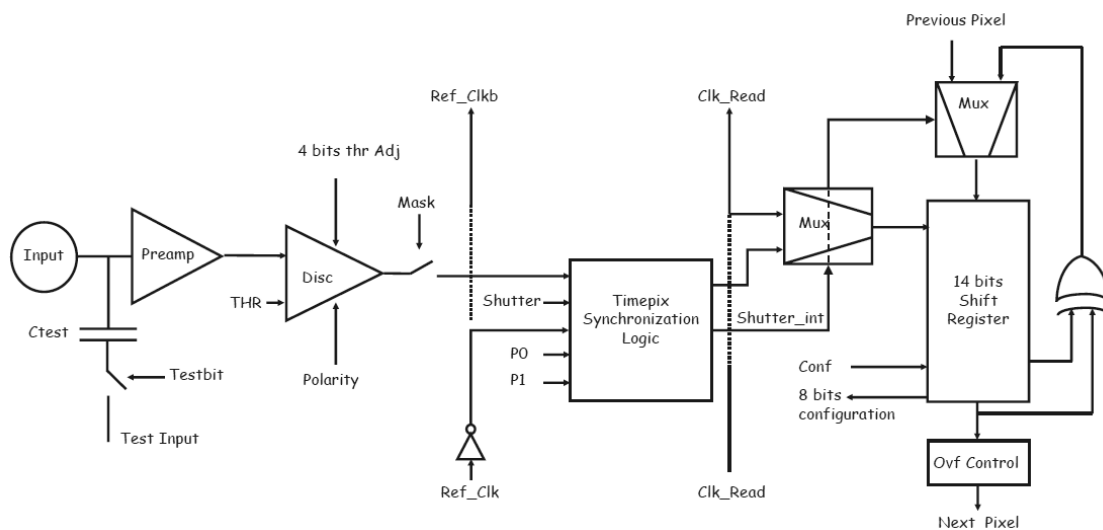 Previous Pixel
Mux
Ref_Clkb
Clk_Read
4 bits thr Adj
Mask
Mux
Input
Preamp
Disc
THR
Shutter
Timepix
Synchronization
Logic
Shutter_int
14 bits
Shift
Register
Ctest
Testbit
Polarity
P0
P1
Conf
8 bits
configuration
Test Input
Ovf Control
Ref_Clk
Clk_Read
Next_Pixel